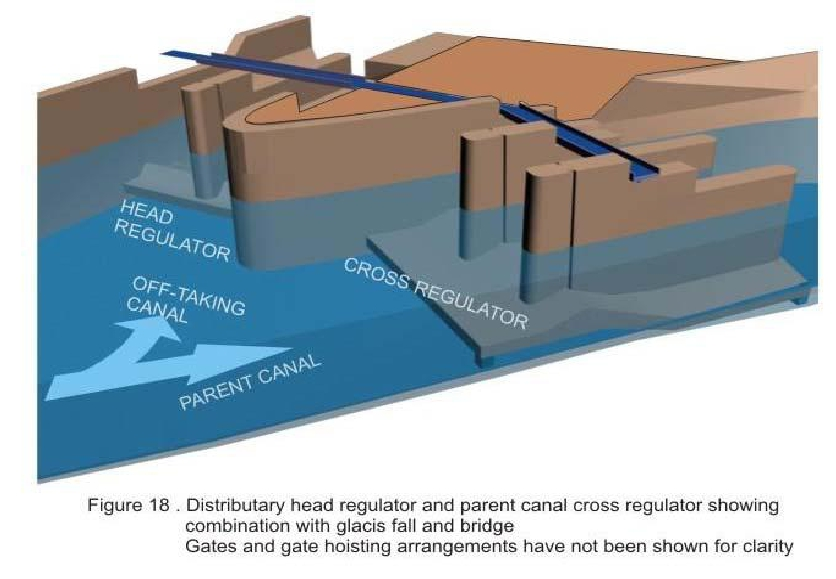 HEAD
REGULATOR
CROSS REGULATOR
OFF-TAKING
CANAL
PARENT CANAL
Figure 18 . Distributary head regulator and parent canal cross regulator showing
combination with glacis fall and bridge
Gates and gate hoisting arrangements have not been shown for clarity